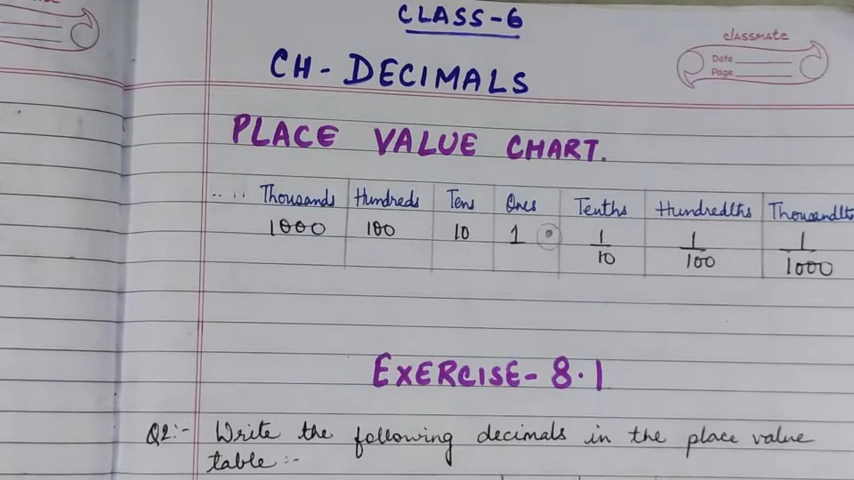 CLASS-6
classmate
Date
Page
CH- DECIMALS
PLACE VALUE CHART.
.... Thousands Hundreds Tens Ones Tenths Hundredths Thousandths
1000 100 10 1 . 1/10 1/100 1/1000
EXERCISE- 8.1
Q2:- Write the following decimals in the place value
table:-